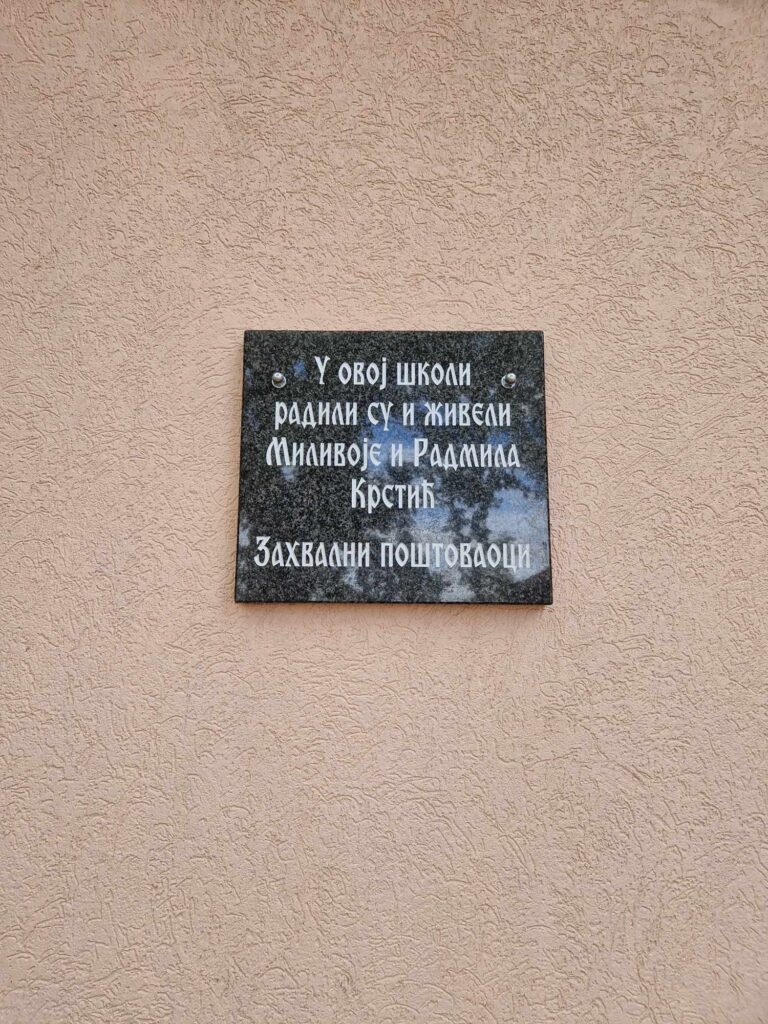 У овој школи
радили су и живели
Миливоје и Радмила
Крстић
Захвални поштоваоци